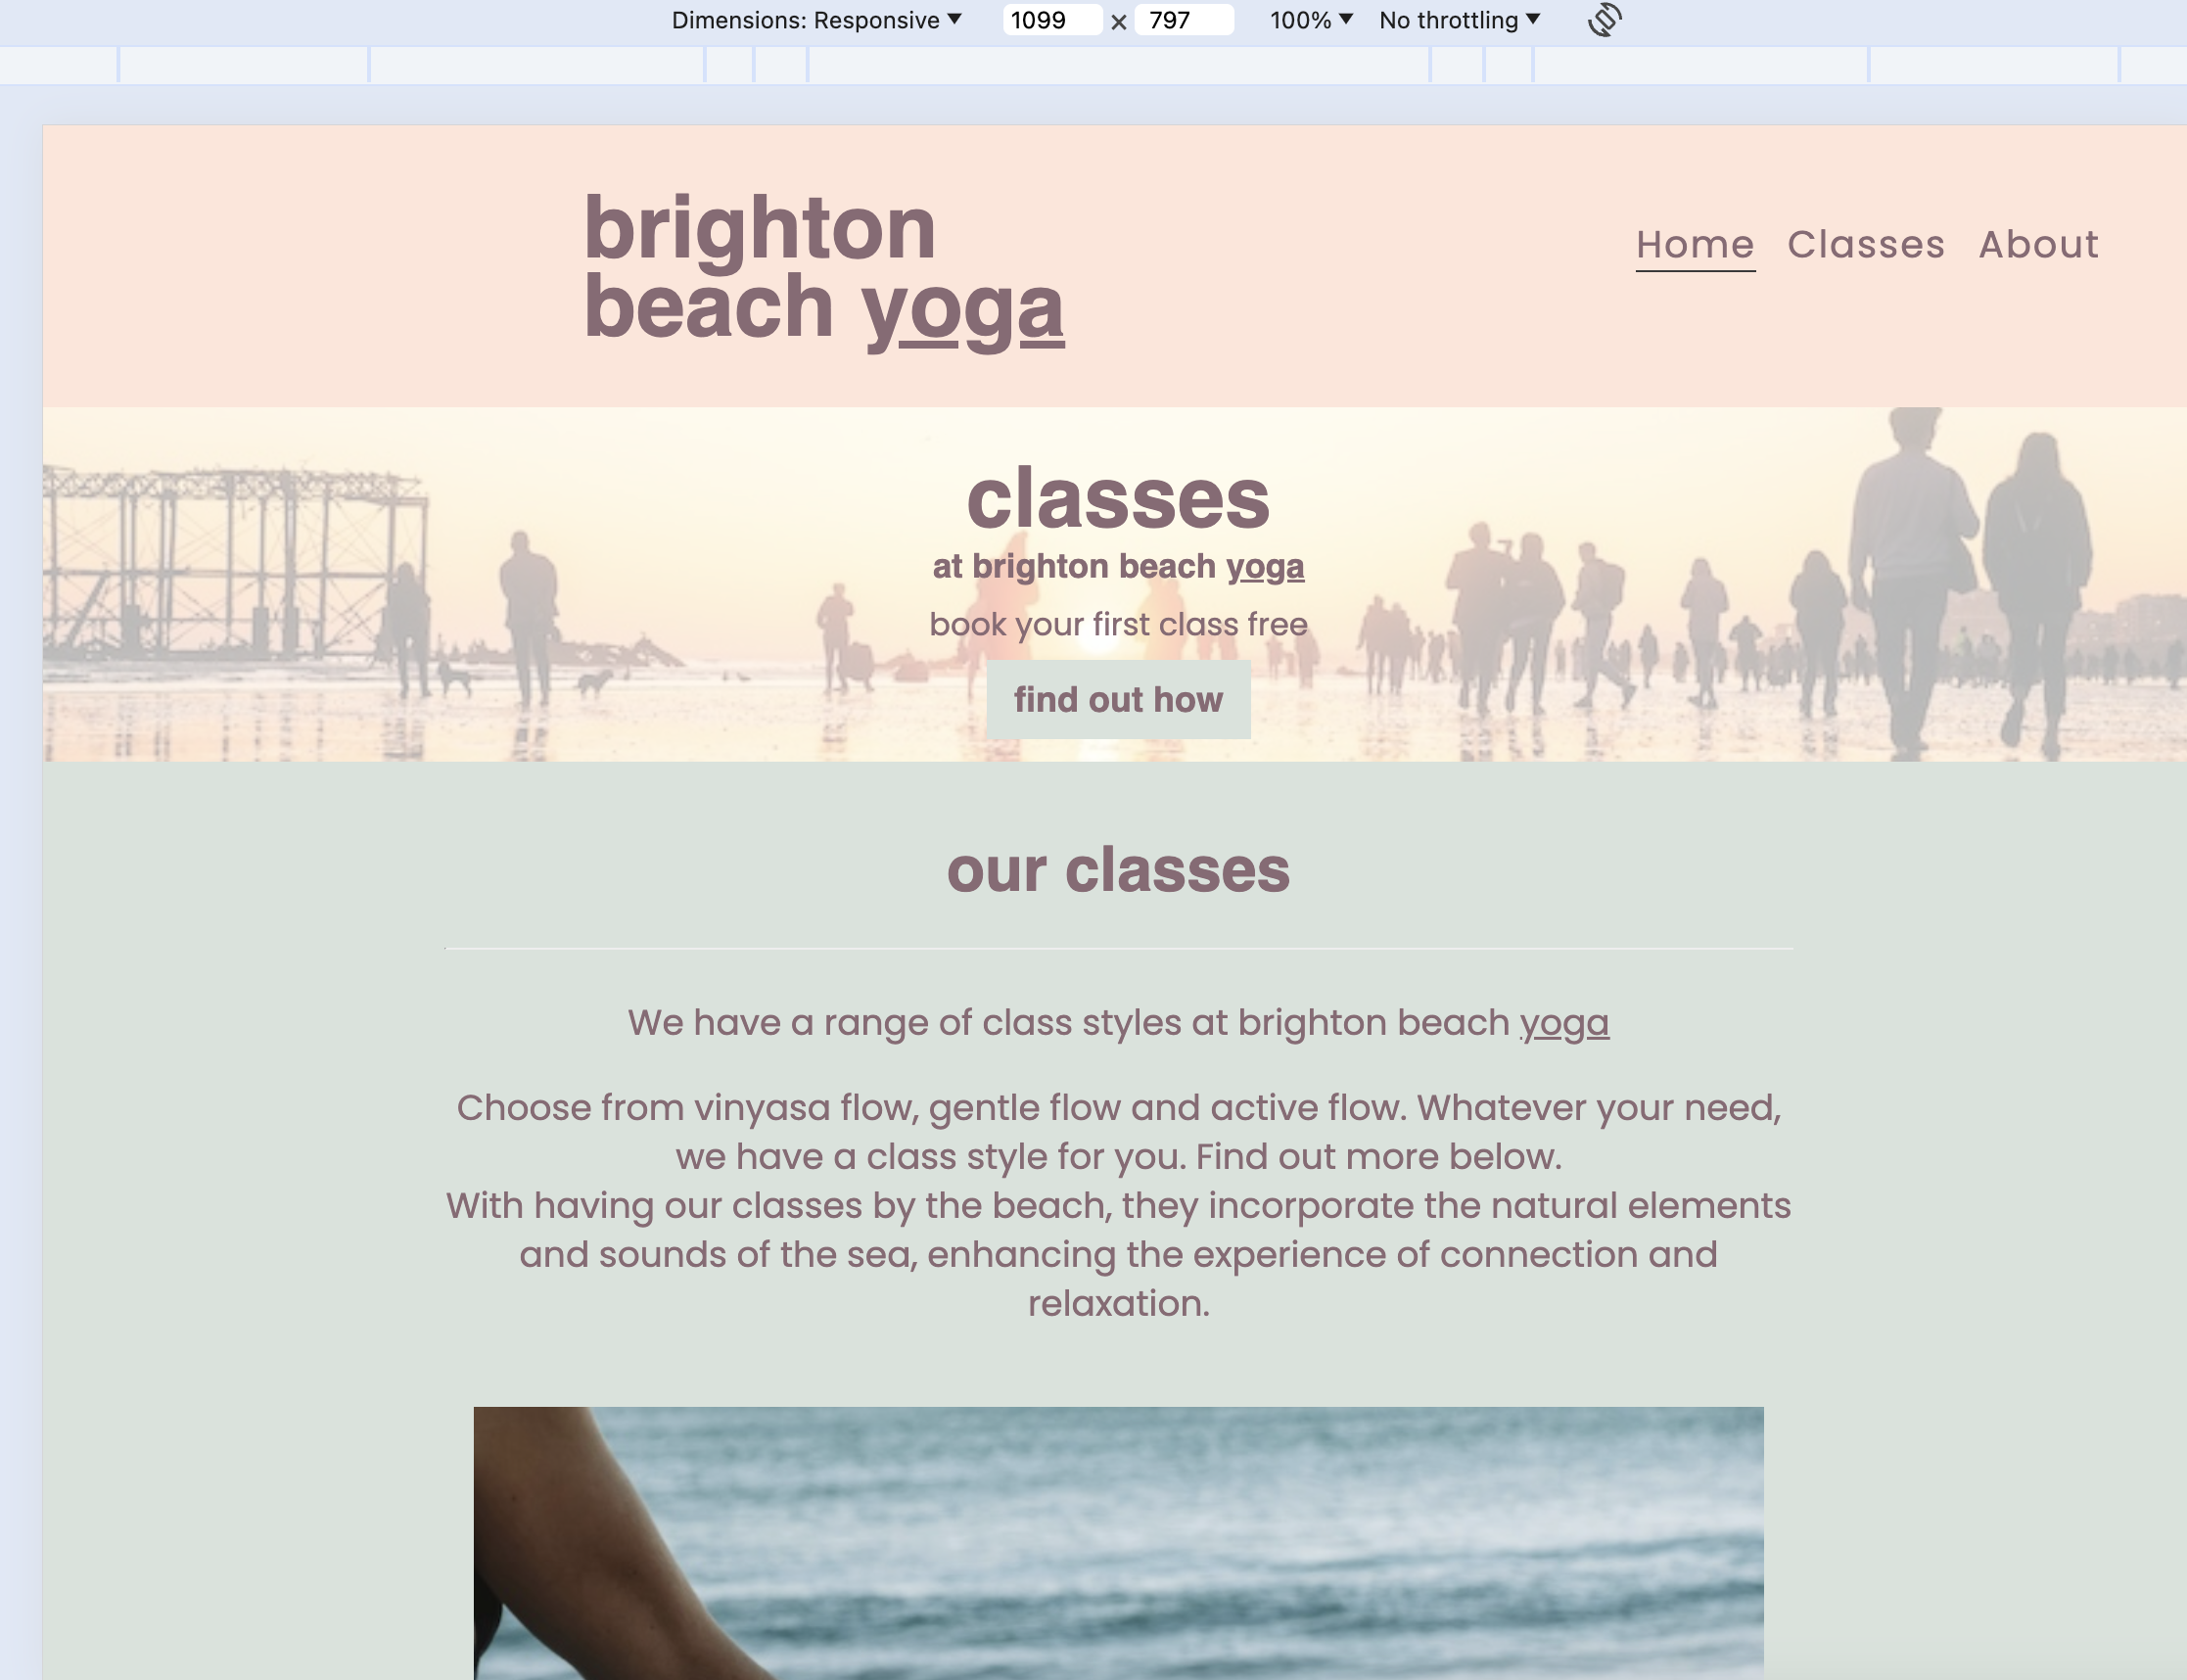 Dimensions: Responsive 1099 x 797 100% No throttling
brighton
beach yoga
Home Classes About
classes
at brighton beach yoga
book your first class free
find out how
our classes
We have a range of class styles at brighton beach yoga
Choose from vinyasa flow, gentle flow and active flow. Whatever your need,
we have a class style for you. Find out more below.
With having our classes by the beach, they incorporate the natural elements
and sounds of the sea, enhancing the experience of connection and
relaxation.